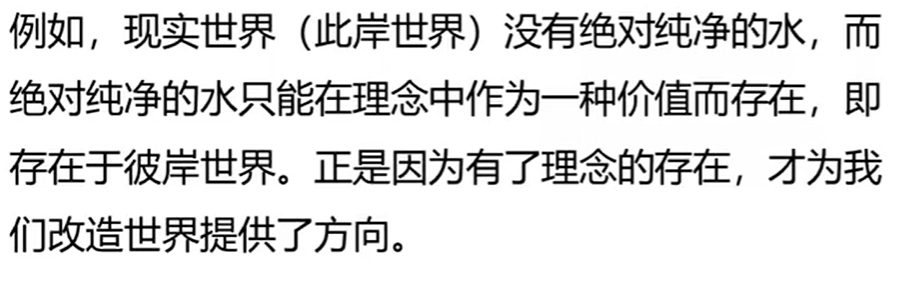 例如，现实世界（此岸世界）没有绝对纯净的水，而
绝对纯净的水只能在理念中作为一种价值而存在，即
存在于彼岸世界。正是因为有了理念的存在，才为我
们改造世界提供了方向。